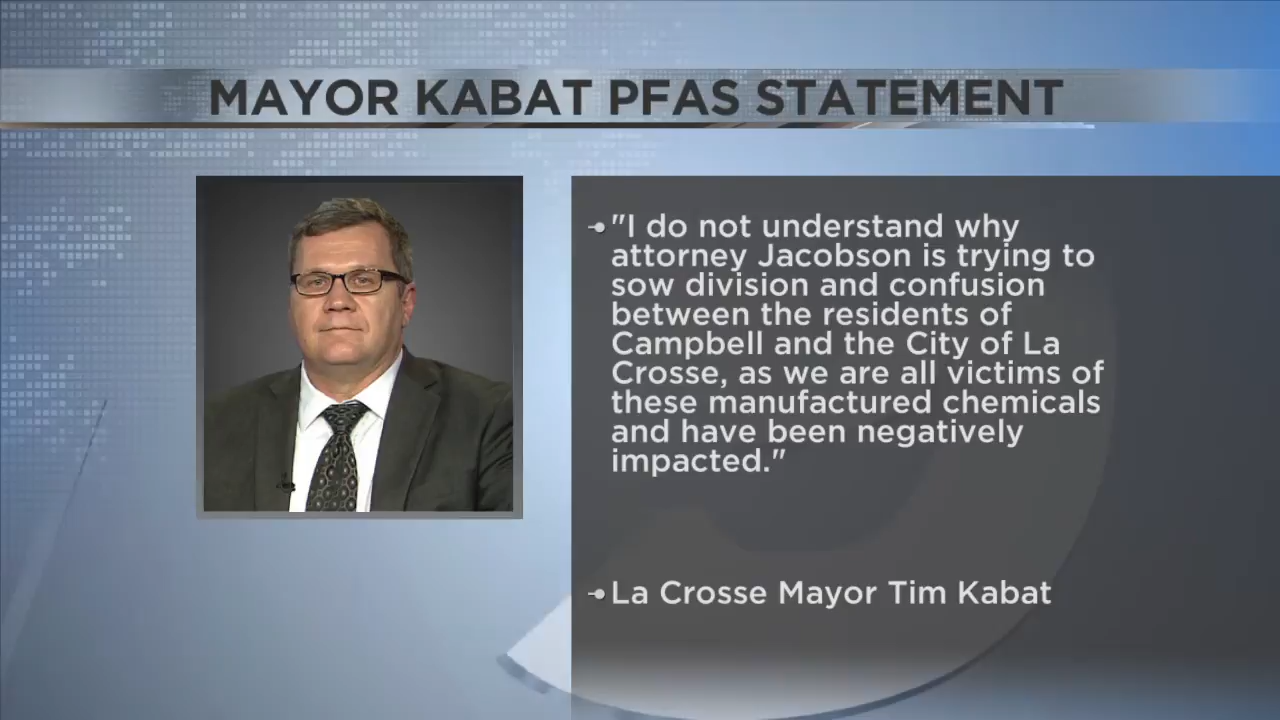 MAYOR KABAT PFAS STATEMENT
"I do not understand why
attorney Jacobson is trying to
sow division and confusion
between the residents of
Campbell and the City of La
Crosse, as we are all victims of
these manufactured chemicals
and have been negatively
impacted."
La Crosse Mayor Tim Kabat